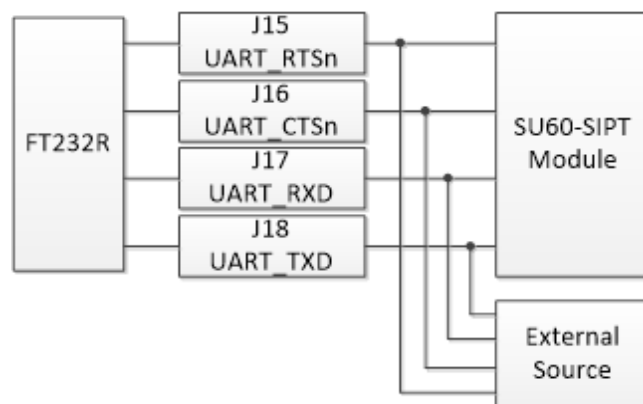 FT232R
J15
UART_RTSn
J16
UART_CTSn
J17
UART_RXD
J18
UART_TXD
SU60-SIPT
Module
External
Source